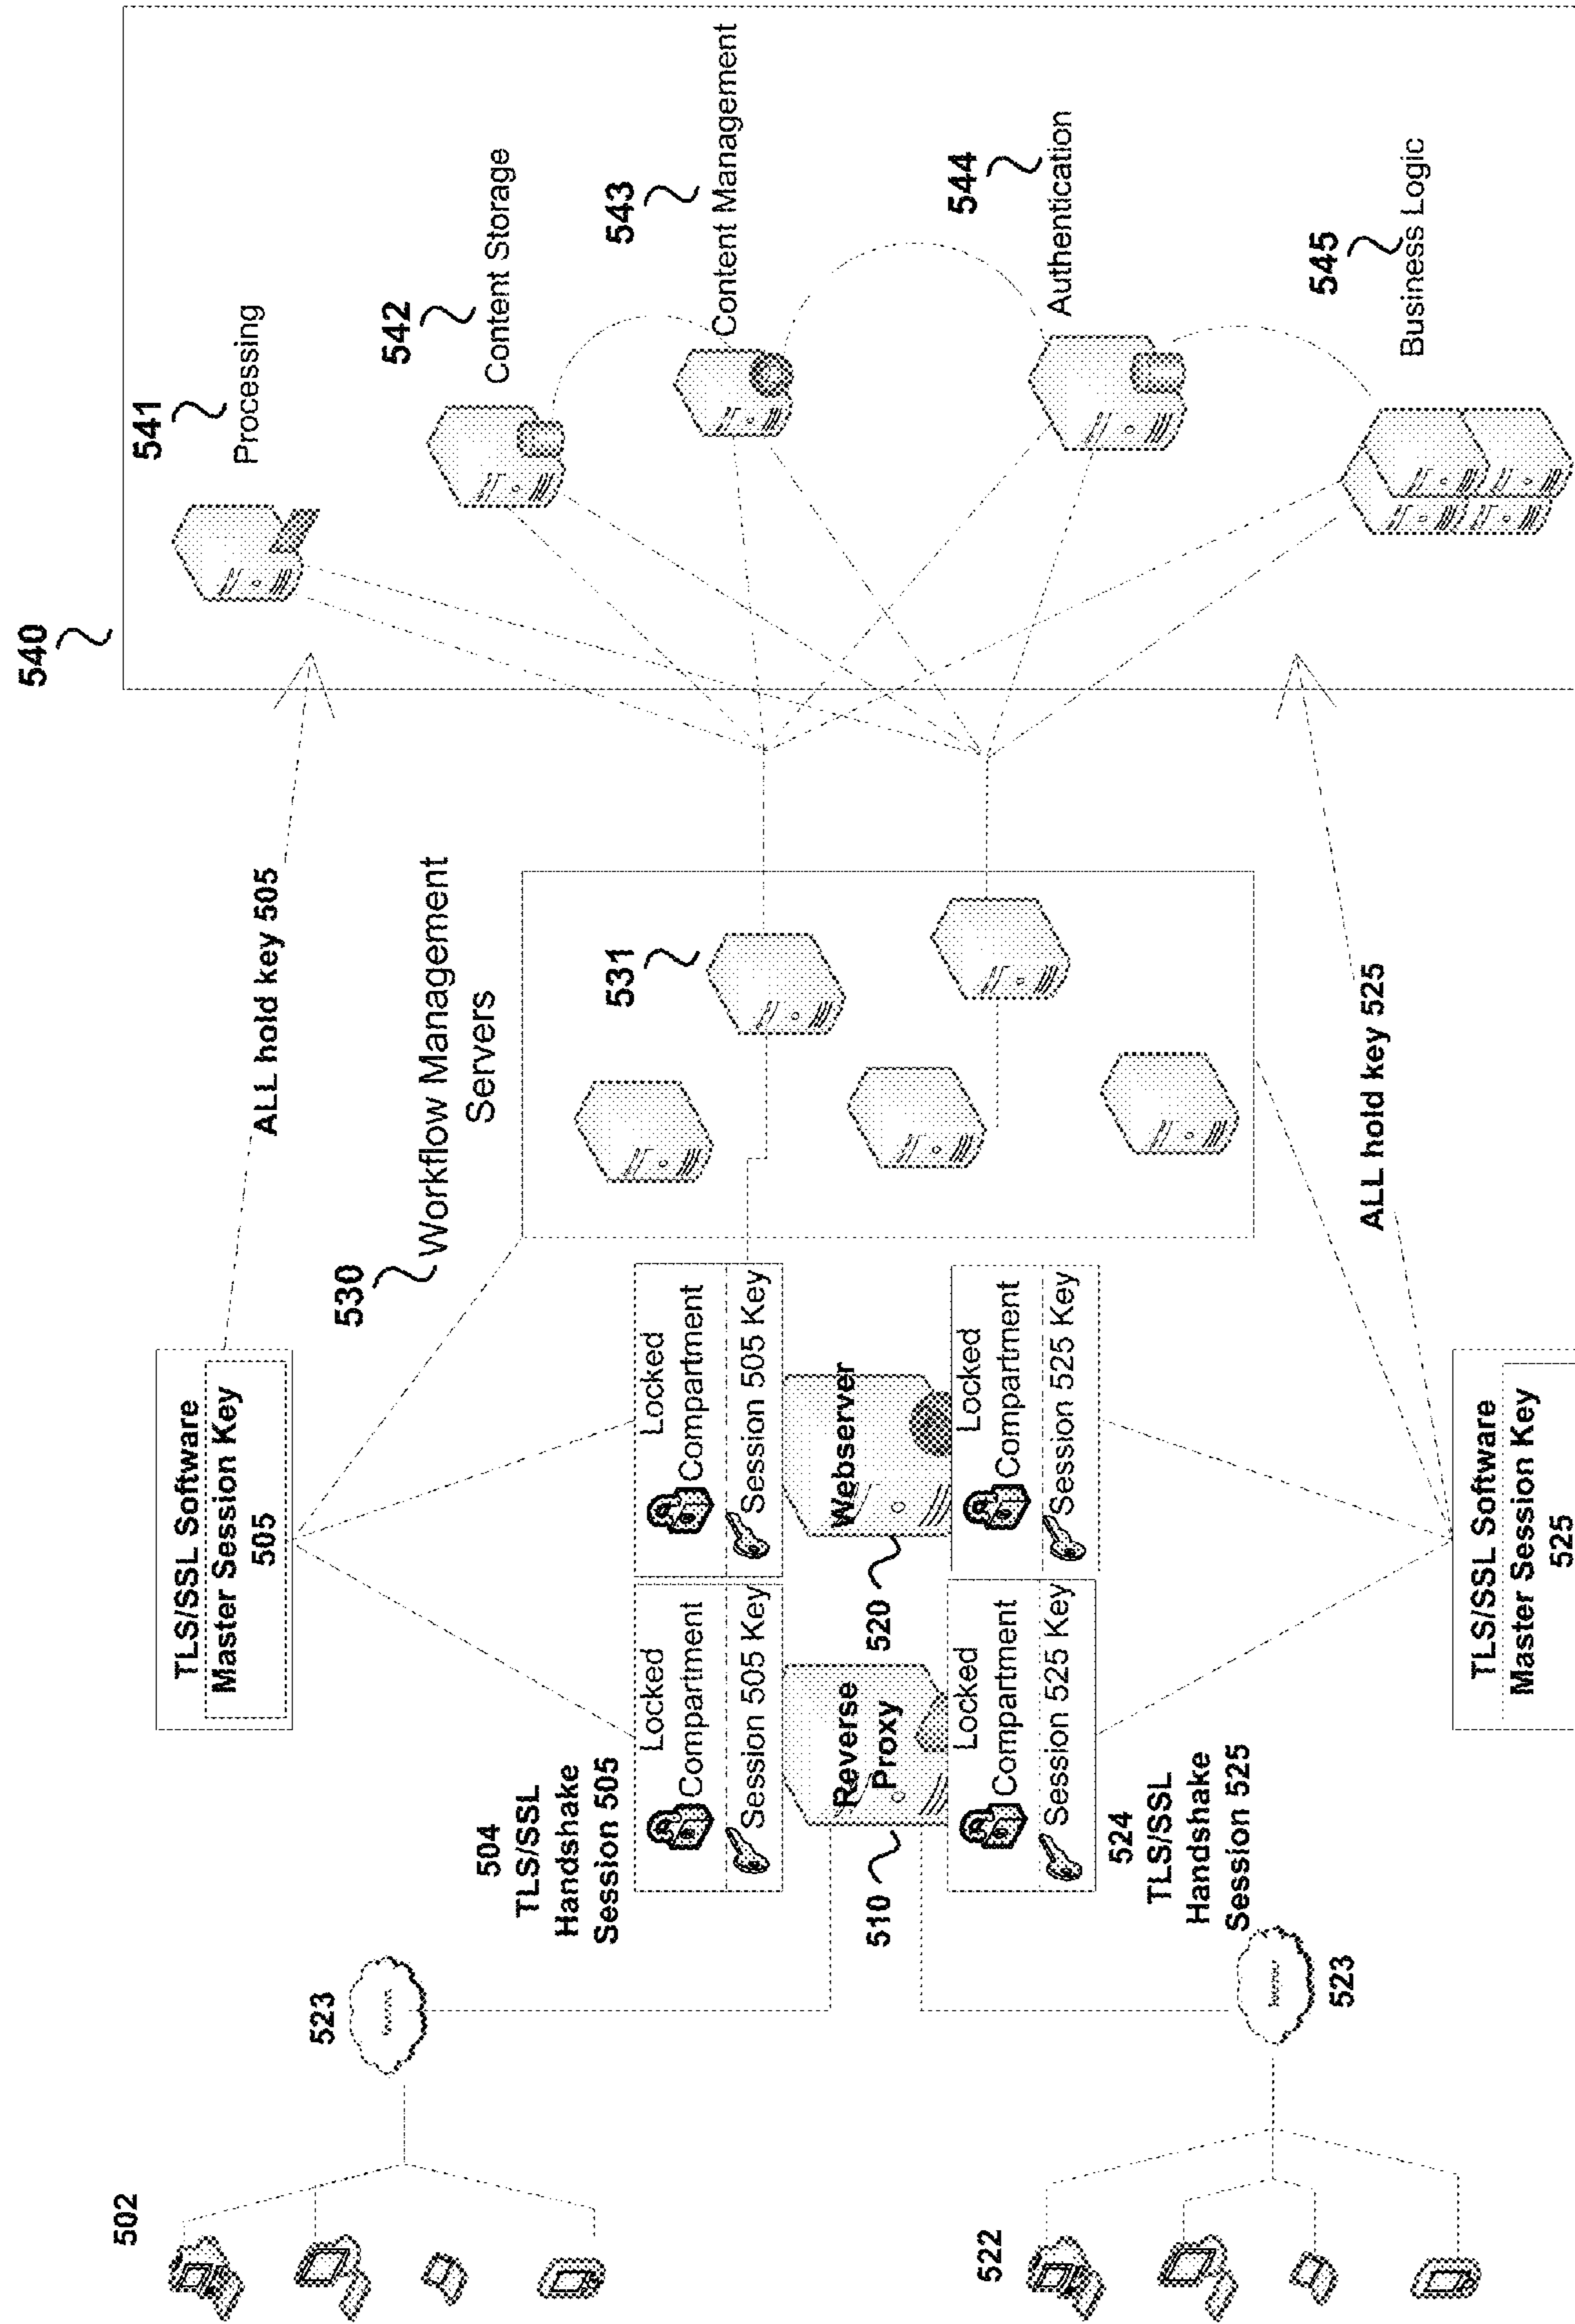 540
541
Processing
542
Content Storage
543
Content Management
544
Authentication
545
Business Logic
ALL hold key 505
530
Workflow Management
Servers
531
ALL hold key 525
TLS/SSL Software
Master Session Key
505
504
TLS/SSL
Handshake
Session 505
Locked
Compartment
Session 505 Key
Locked
Compartment
Session 505 Key
510
Reverse
Proxy
520
Webserver
Locked
Compartment
Session 525 Key
Locked
Compartment
Session 525 Key
524
TLS/SSL
Handshake
Session 525
TLS/SSL Software
Master Session Key
525
502
523
522
523